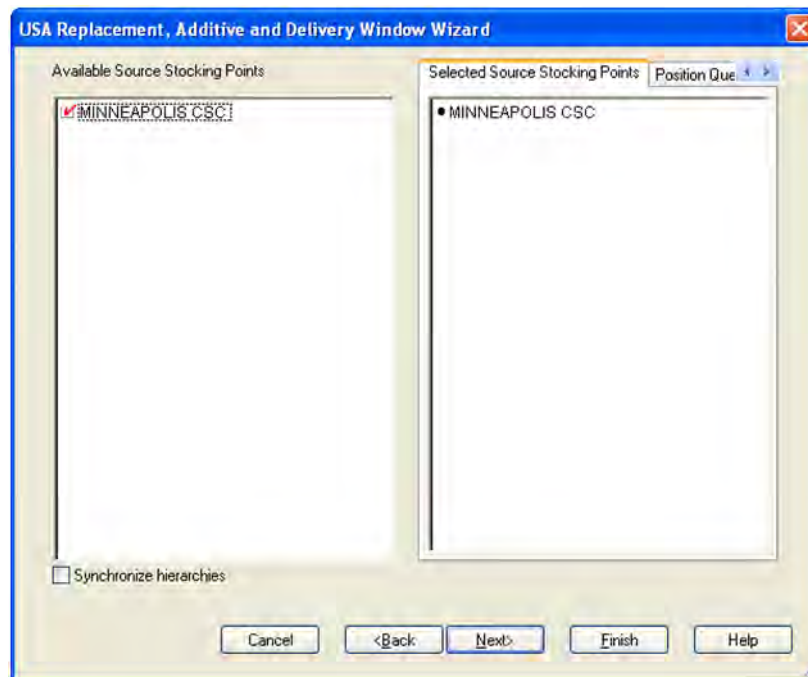 USA Replacement, Additive and Delivery Window Wizard
Available Source Stocking Points
Selected Source Stocking Points
Position Que
MINNEAPOLIS CSC
MINNEAPOLIS CSC
Synchronize hierarchies
Cancel
<Back
Next>
Finish
Help